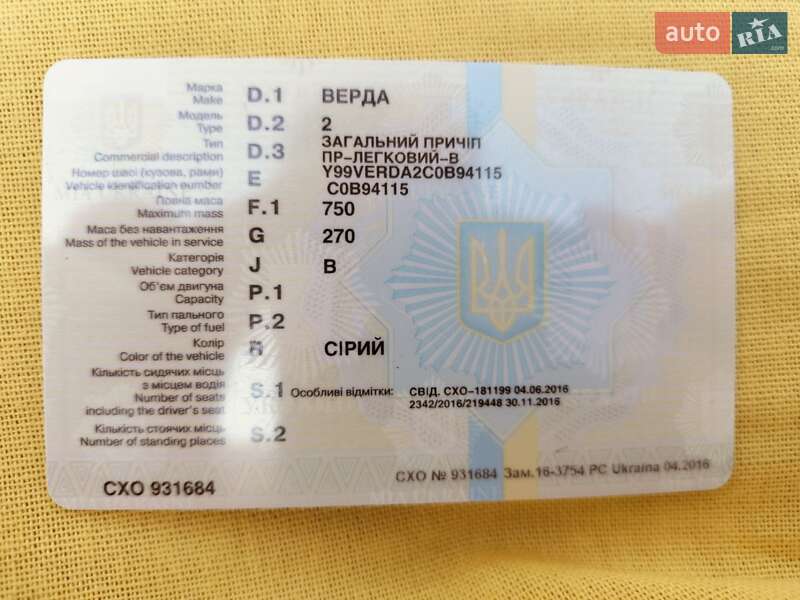 auto RIA.com
Марка
Make D.1 ВЕРДА
Модель
Type D.2 2
Тип
Commercial description D.3 ЗАГАЛЬНИЙ ПРИЧІП
ПР-ЛЕГКОВИЙ-В
Номер шасі (кузова, рами)
Vehicle identification number E Y99VERDA2C0B94115
C0B94115
Повна маса
Maximum mass F.1 750
Маса без навантаження
Mass of the vehicle in service G 270
Категорія
Vehicle category J B
Об'єм двигуна
Capacity P.1
Тип пального
Type of fuel P.2
Колір
Color of the vehicle R СІРИЙ
Кількість сидячих місць
з місцем водія
Number of seats
including the driver's seat S.1 Особливі відмітки: СВІД. СХО-181199 04.06.2016
2342/2016/219448 30.11.2016
Кількість стоячих місць
Number of standing places S.2
СХО 931684
СХО № 931684 Зам.16-3754 РС Ukraina 04.2016